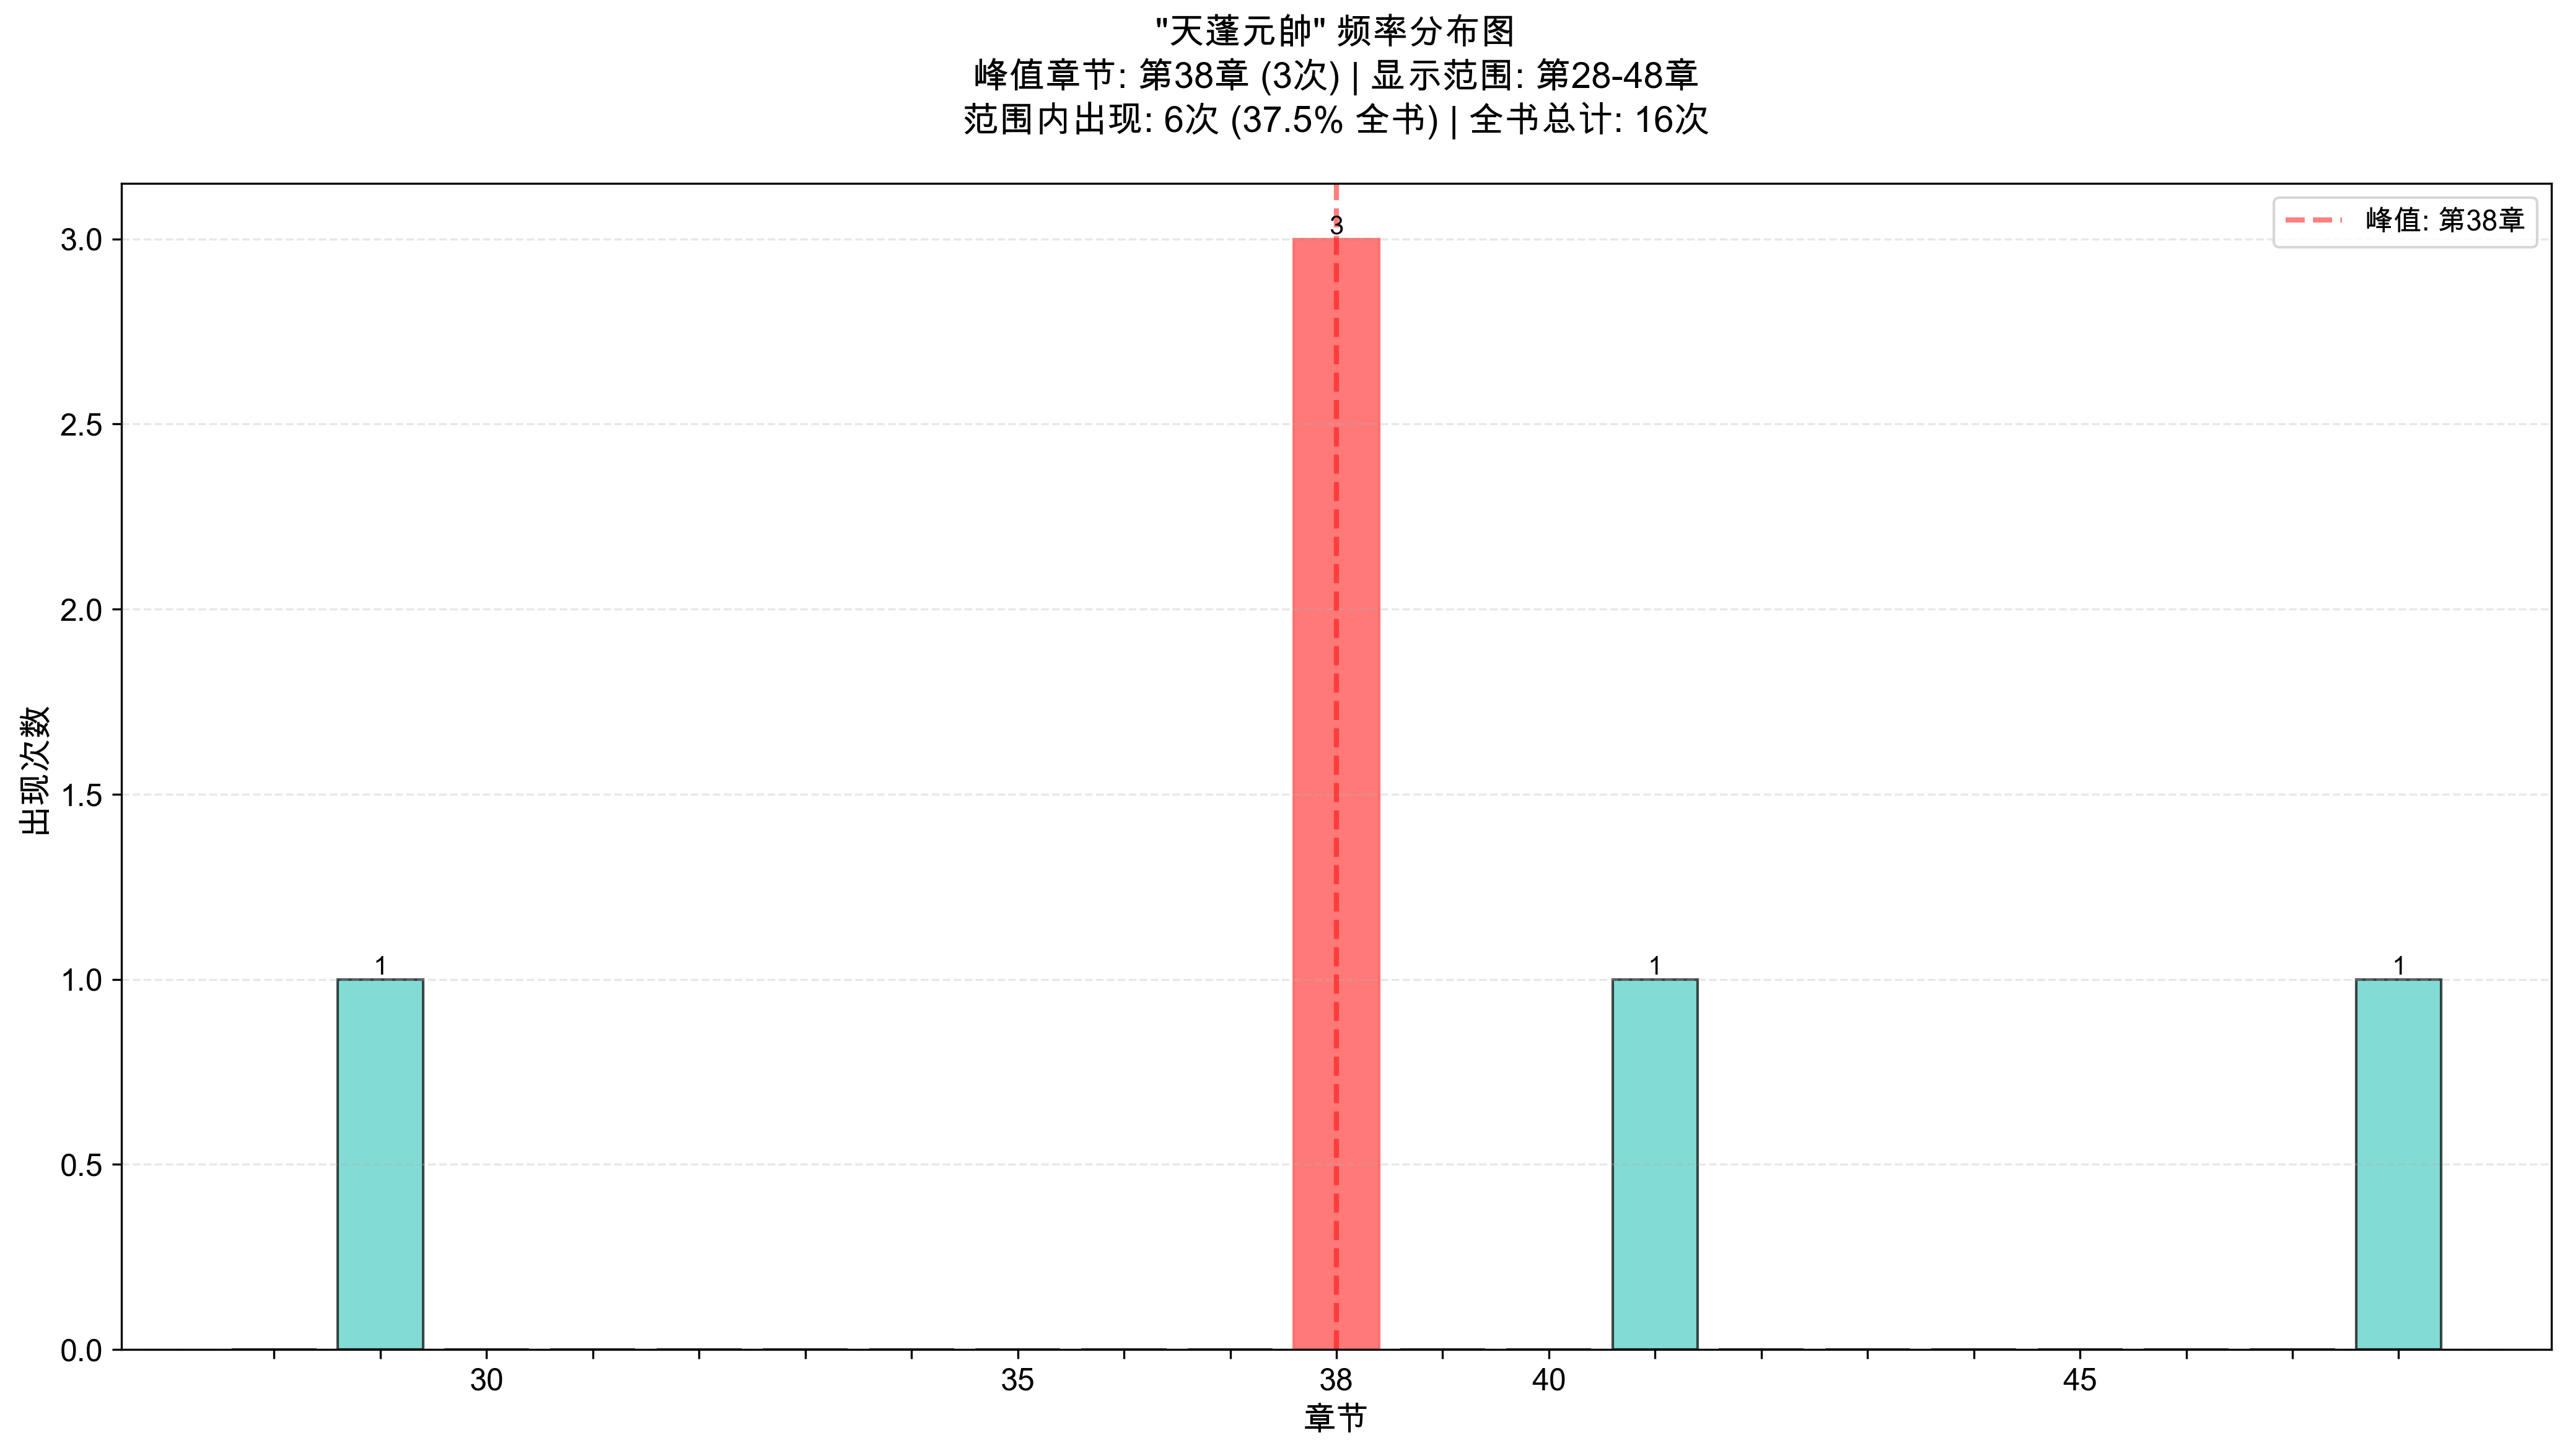 "天蓬元帥" 频率分布图
峰值章节: 第38章 (3次) | 显示范围: 第28-48章
范围内出现: 6次 (37.5% 全书) | 全书总计: 16次
峰值: 第38章
出现次数
3.0
2.5
2.0
1.5
1.0
0.5
0.0
1
3
1
1
30
35
38
40
45
章节